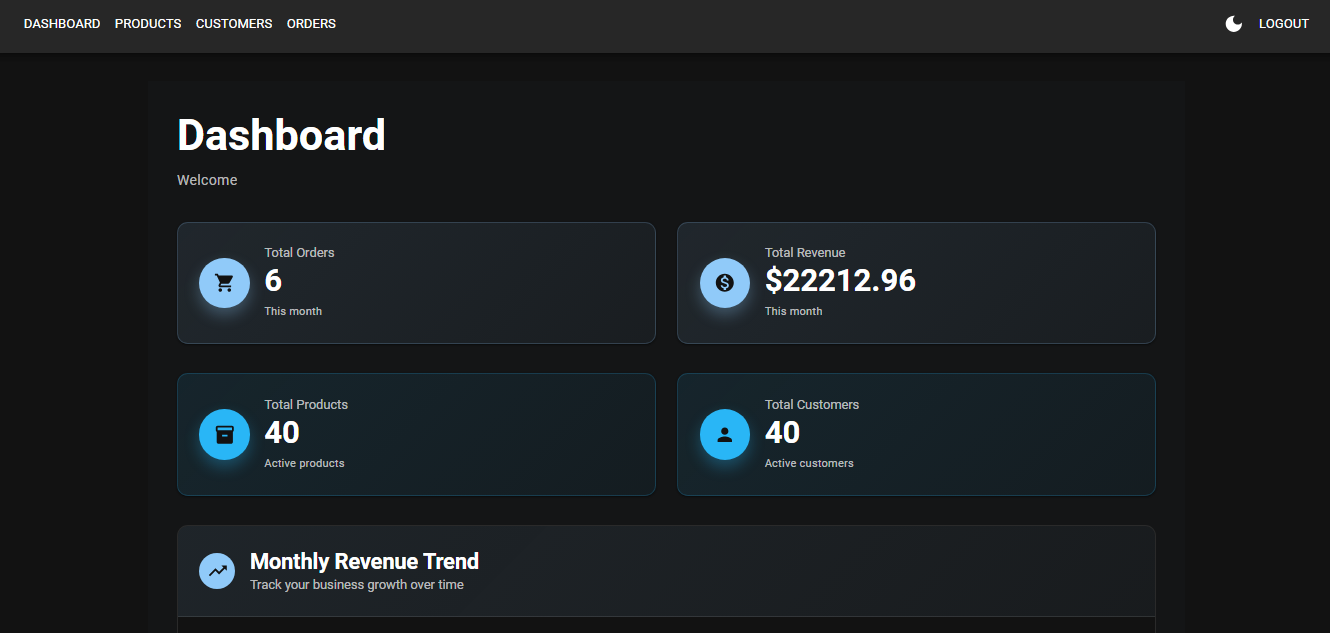 DASHBOARD PRODUCTS CUSTOMERS ORDERS LOGOUT
Dashboard
Welcome
Total Orders
6
This month
Total Revenue
$22212.96
This month
Total Products
40
Active products
Total Customers
40
Active customers
Monthly Revenue Trend
Track your business growth over time